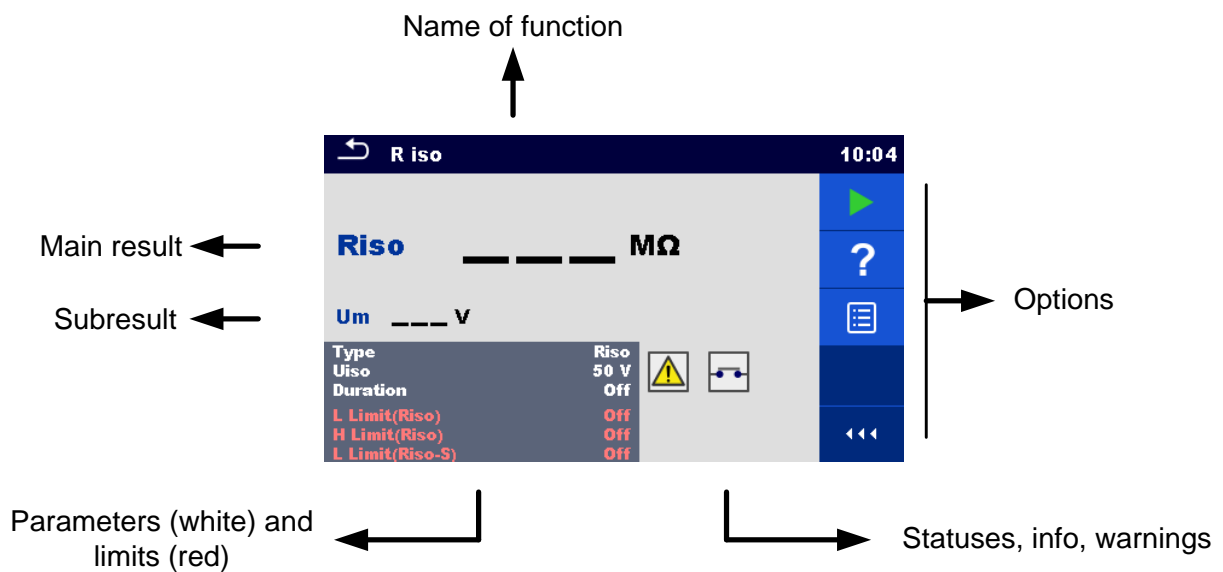 Name of function
R iso 10:04
Riso ___ MΩ
?
Main result
Um ___ V
Subresult
Options
Type Riso
Uiso 50 V
Duration Off
L Limit(Riso) Off
H Limit(Riso) Off
L Limit(Riso-S) Off
Parameters (white) and
limits (red)
Statuses, info, warnings